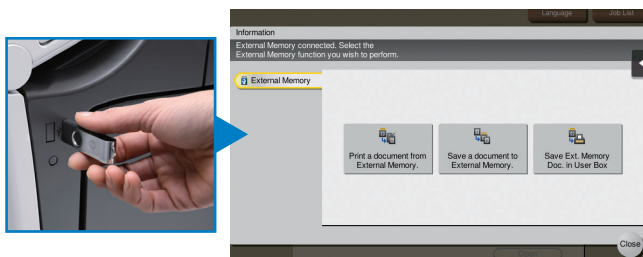 Language
Job List
Information
External Memory connected. Select the
External Memory function you wish to perform.
External Memory
Print a document from
External Memory.
Save a document to
External Memory.
Save Ext. Memory
Doc. in User Box
Close